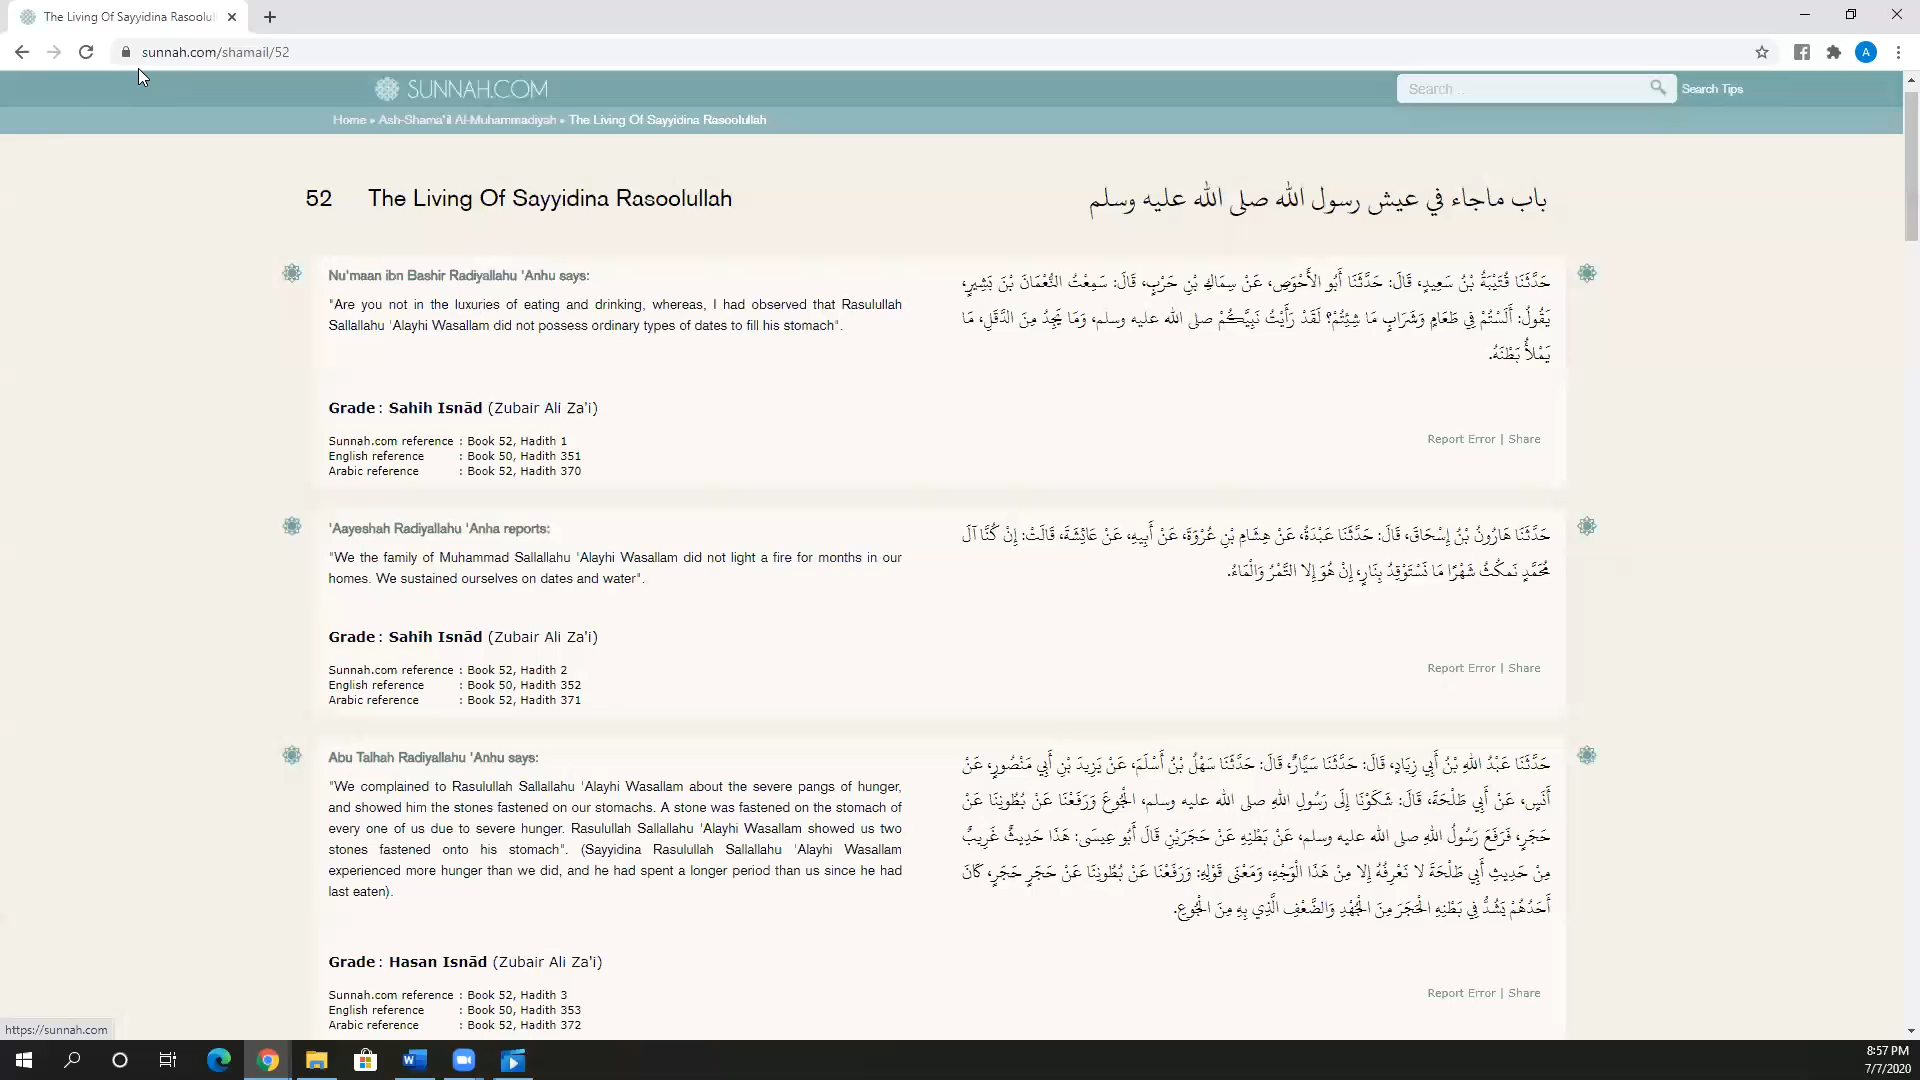 The Living Of Sayyidina Rasoolul
sunnah.com/shamail/52
A
SUNNAH.COM
Search ..
Search Tips
Home » Ash-Shama'il Al-Muhammadiyah » The Living Of Sayyidina Rasoolullah
52 The Living Of Sayyidina Rasoolullah
باب ماجاء في عيش رسول الله صلى الله عليه وسلم
Nu'maan ibn Bashir Radiyallahu 'Anhu says:
"Are you not in the luxuries of eating and drinking, whereas, I had observed that Rasulullah
Sallallahu 'Alayhi Wasallam did not possess ordinary types of dates to fill his stomach".
حَدَّثَنَا قُتَيْبَةُ بْنُ سَعِيدٍ، قَالَ: حَدَّثَنَا أَبُو الأَحْوَصِ، عَنْ سِمَاكِ بْنِ حَرْبٍ، قَالَ: سَمِعْتُ النُّعْمَانَ بْنَ بَشِيرٍ،
يَقُولُ: أَلَسْتُمْ فِي طَعَامٍ وَشَرَابٍ مَا شِئْتُمْ؟ لَقَدْ رَأَيْتُ نَبِيَّكُمْ صلى الله عليه وسلم، وَمَا يَجِدُ مِنَ الدَّقَلِ، مَا
يَمْلأُ بَطْنَهُ.
Grade : Sahih Isnād (Zubair Ali Za'i)
Sunnah.com reference : Book 52, Hadith 1
English reference : Book 50, Hadith 351
Arabic reference : Book 52, Hadith 370
Report Error | Share
'Aayeshah Radiyallahu 'Anha reports:
"We the family of Muhammad Sallallahu 'Alayhi Wasallam did not light a fire for months in our
homes. We sustained ourselves on dates and water".
حَدَّثَنَا هَارُونُ بْنُ إِسْحَاقَ، قَالَ: حَدَّثَنَا عَبْدَةُ، عَنْ هِشَامِ بْنِ عُرْوَةَ، عَنْ أَبِيهِ، عَنْ عَائِشَةَ، قَالَتْ: إِنْ كُنَّا آلَ
مُحَمَّدٍ نَمكُثُ شَهْرًا مَا نَسْتَوْقِدُ بِنَارٍ، إِنْ هُوَ إِلا التَّمْرُ وَالْمَاءُ.
Grade : Sahih Isnād (Zubair Ali Za'i)
Sunnah.com reference : Book 52, Hadith 2
English reference : Book 50, Hadith 352
Arabic reference : Book 52, Hadith 371
Report Error | Share
Abu Talhah Radiyallahu 'Anhu says:
"We complained to Rasulullah Sallallahu 'Alayhi Wasallam about the severe pangs of hunger,
and showed him the stones fastened on our stomachs. A stone was fastened on the stomach of
every one of us due to severe hunger. Rasulullah Sallallahu 'Alayhi Wasallam showed us two
stones fastened onto his stomach". (Sayyidina Rasulullah Sallallahu 'Alayhi Wasallam
experienced more hunger than we did, and he had spent a longer period than us since he had
last eaten).
حَدَّثَنَا عَبْدُ اللهِ بْنُ أَبِي زِيَادٍ، قَالَ: حَدَّثَنَا سَيَّارٌ، قَالَ: حَدَّثَنَا سَهْلُ بْنُ أَسْلَمَ، عَنْ يَزِيدَ بْنِ أَبِي مَنْصُورٍ، عَنْ
أَنَسٍ، عَنْ أَبِي طَلْحَةَ، قَالَ: شَكَوْنَا إِلَى رَسُولِ اللهِ صلى الله عليه وسلم، الْجُوعَ وَرَفَعْنَا عَنْ بُطُونِنَا عَنْ
حَجَرٍ، فَرَفَعَ رَسُولُ اللهِ صلى الله عليه وسلم، عَنْ بَطْنِهِ عَنْ حَجَرَيْنِ قَالَ أَبُو عِيسَى: هَذَا حَدِيثٌ غَرِيبٌ
مِنْ حَدِيثِ أَبِي طَلْحَةَ لا نَعْرِفُهُ إِلا مِنْ هَذَا الْوَجْهِ، وَمَعْنَى قَوْلِهِ: وَرَفَعْنَا عَنْ بُطُونِنَا عَنْ حَجَرٍ حَجَرٍ، كَانَ
أَحَدُهُمْ يَشُدُّ فِي بَطْنِهِ الْحَجَرَ مِنَ الْجُهْدِ وَالضَّعْفِ الَّذِي بِهِ مِنَ الْجُوعِ.
Grade : Hasan Isnād (Zubair Ali Za'i)
Sunnah.com reference : Book 52, Hadith 3
English reference : Book 50, Hadith 353
Arabic reference : Book 52, Hadith 372
Report Error | Share
https://sunnah.com
8:57 PM
7/7/2020